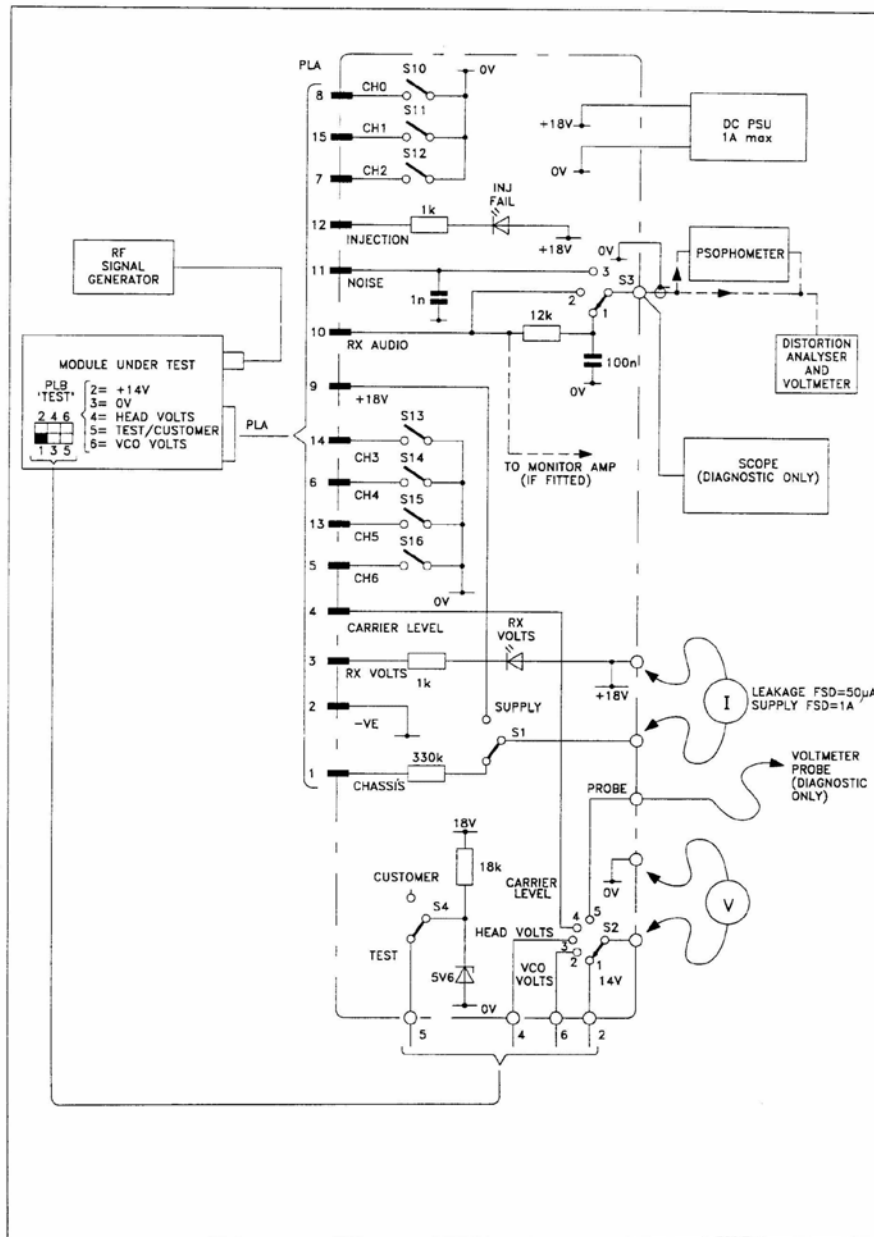 PLA
8
CH0
S10
0V
15
CH1
S11
7
CH2
S12
+18V
0V
DC PSU
1A max
12
INJECTION
1k
INJ
FAIL
+18V
11
NOISE
1n
0V
3
S3
2
1
PSOPHOMETER
10
RX AUDIO
12k
100n
0V
DISTORTION
ANALYSER
AND
VOLTMETER
RF
SIGNAL
GENERATOR
MODULE UNDER TEST
PLB
'TEST'
2 4 6
1 3 5
2= +14V
3= 0V
4= HEAD VOLTS
5= TEST/CUSTOMER
6= VCO VOLTS
PLA
9
+18V
14
CH3
S13
6
CH4
S14
13
CH5
S15
5
CH6
S16
0V
TO MONITOR AMP
(IF FITTED)
SCOPE
(DIAGNOSTIC ONLY)
4
CARRIER LEVEL
3
RX VOLTS
1k
RX
VOLTS
+18V
I
LEAKAGE FSD=50µA
SUPPLY FSD=1A
2
-VE
SUPPLY
S1
1
CHASSIS
330k
PROBE
VOLTMETER
PROBE
(DIAGNOSTIC
ONLY)
18V
18k
CUSTOMER
S4
TEST
5V6
0V
CARRIER
LEVEL
HEAD VOLTS
VCO
VOLTS
5
4
3
2
1
S2
14V
0V
V
5
4
6
2